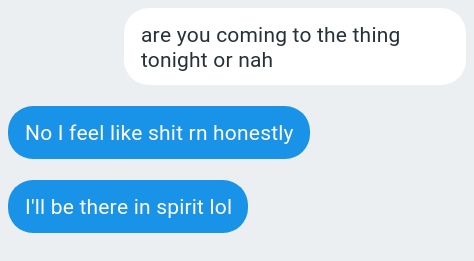 are you coming to the thing
tonight or nah
No I feel like shit rn honestly
I'll be there in spirit lol